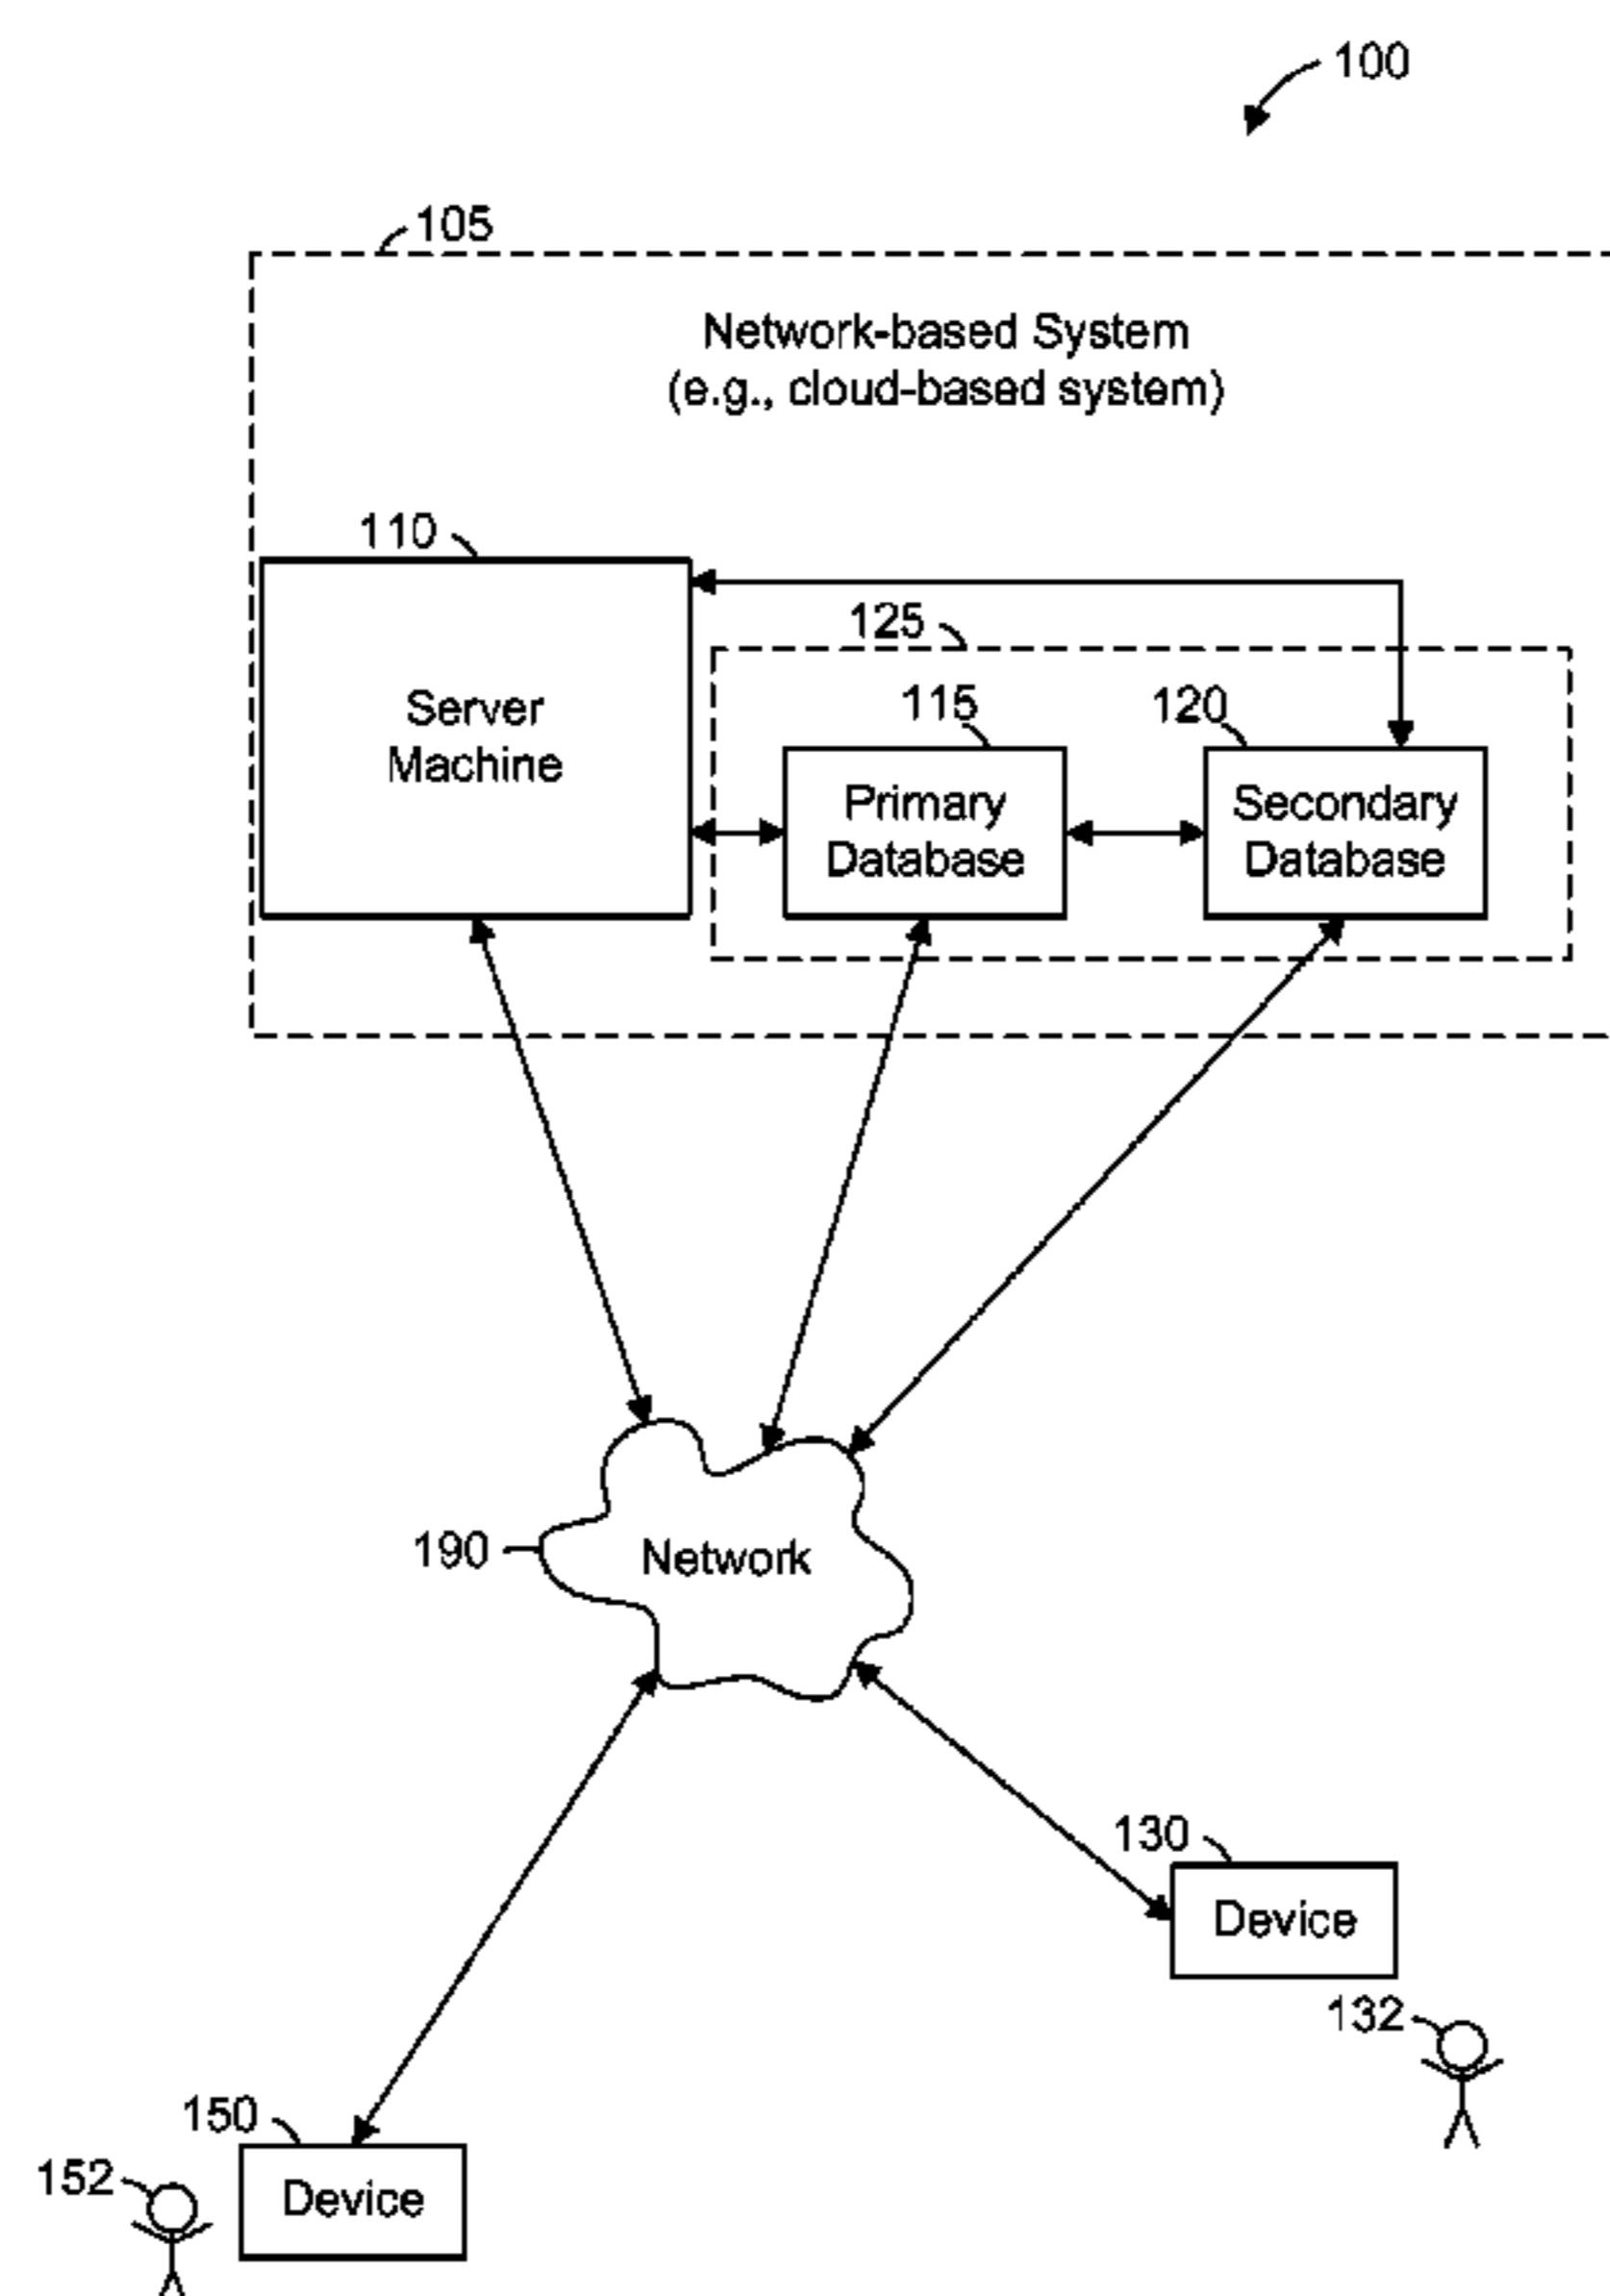 100
105
Network-based System
(e.g., cloud-based system)
110
125
Server
Machine
115
120
Primary
Database
Secondary
Database
190
Network
130
Device
132
150
152
Device